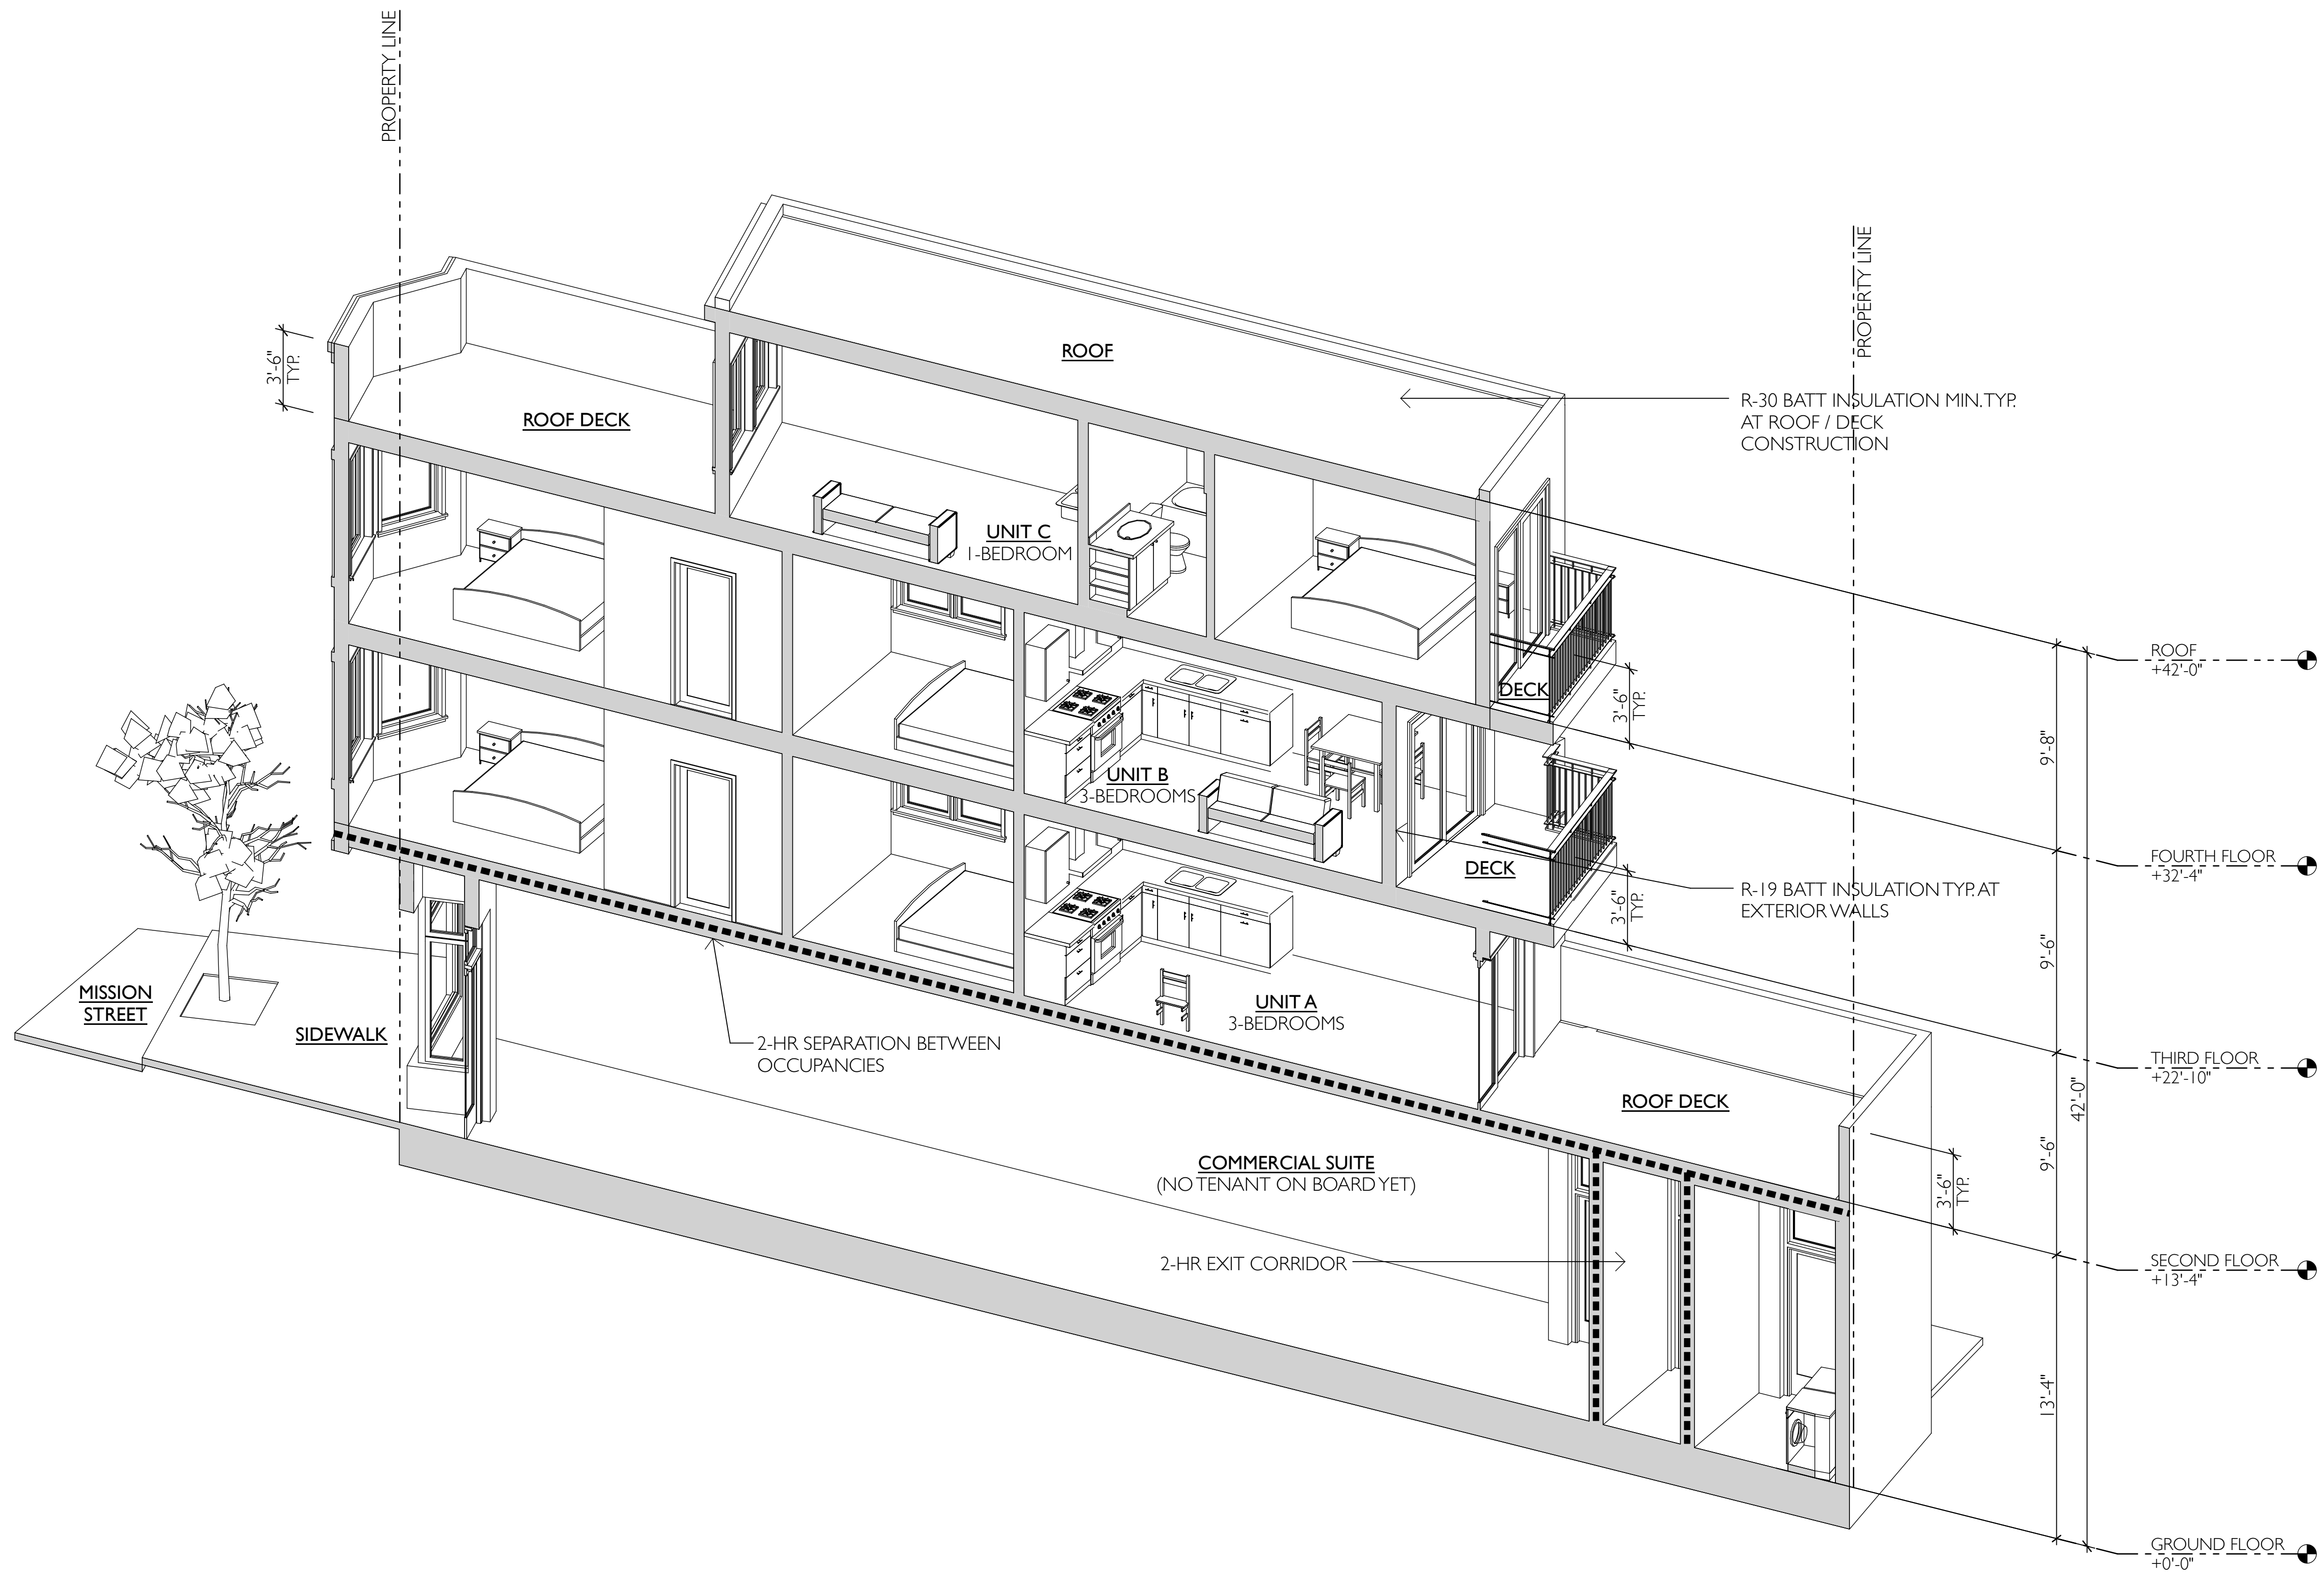 PROPERTY LINE
PROPERTY LINE
ROOF
3'-6"
TYP.
ROOF DECK
R-30 BATT INSULATION MIN. TYP.
AT ROOF / DECK
CONSTRUCTION
UNIT C
1-BEDROOM
ROOF
+42'-0"
DECK
3'-6"
TYP.
9'-8"
UNIT B
3-BEDROOMS
FOURTH FLOOR
+32'-4"
DECK
R-19 BATT INSULATION TYP. AT
EXTERIOR WALLS
3'-6"
TYP.
9'-6"
MISSION
STREET
SIDEWALK
UNIT A
3-BEDROOMS
2-HR SEPARATION BETWEEN
OCCUPANCIES
THIRD FLOOR
+22'-10"
42'-0"
ROOF DECK
9'-6"
COMMERCIAL SUITE
(NO TENANT ON BOARD YET)
3'-6"
TYP.
2-HR EXIT CORRIDOR
SECOND FLOOR
+13'-4"
13'-4"
GROUND FLOOR
+0'-0"